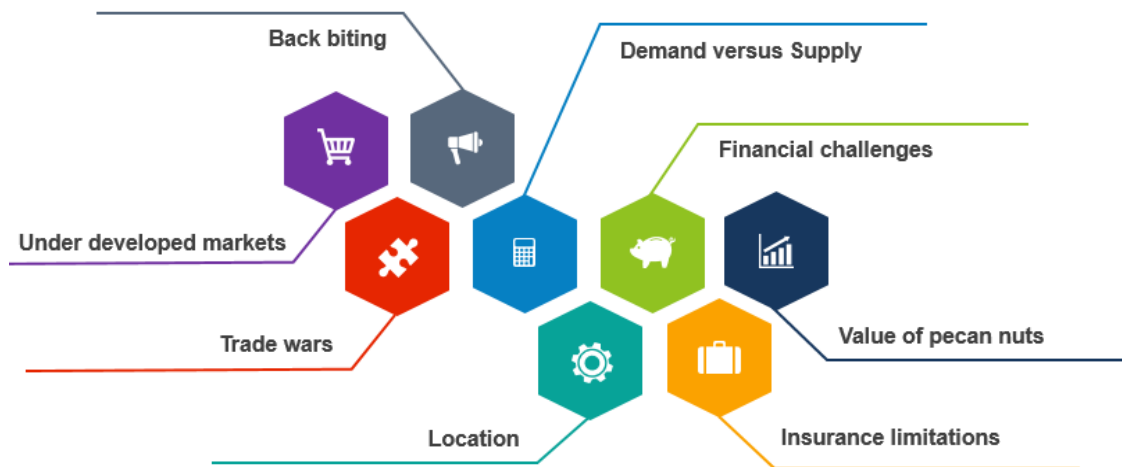 Back biting
Demand versus Supply
Financial challenges
Under developed markets
Trade wars
Value of pecan nuts
Location
Insurance limitations